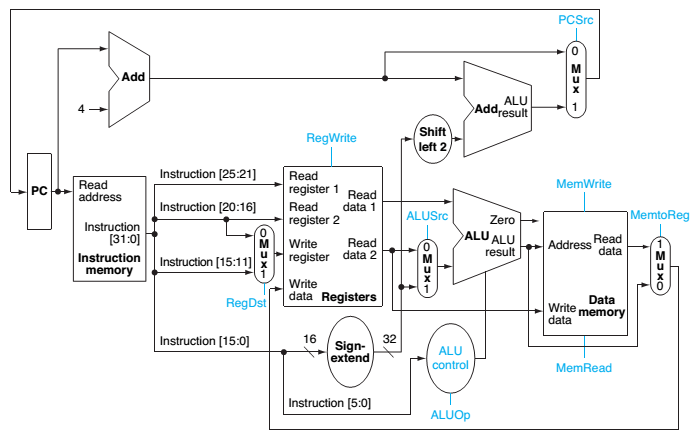 PCSrc
0
M
u
x
1
Add
4
Add ALU
result
Shift
left 2
PC
Read
address
Instruction
[31:0]
Instruction
memory
Instruction [25:21]
Instruction [20:16]
Instruction [15:11]
Instruction [15:0]
Instruction [5:0]
0
M
u
x
1
RegDst
RegWrite
Read
register 1
Read
register 2
Write
register
Write
data
Read
data 1
Read
data 2
Registers
16
Sign-
extend
32
ALUSrc
0
M
u
x
1
Zero
ALU ALU
result
ALU
control
ALUOp
MemWrite
Address
Read
data
Write
data
Data
memory
MemRead
MemtoReg
1
M
u
x
0